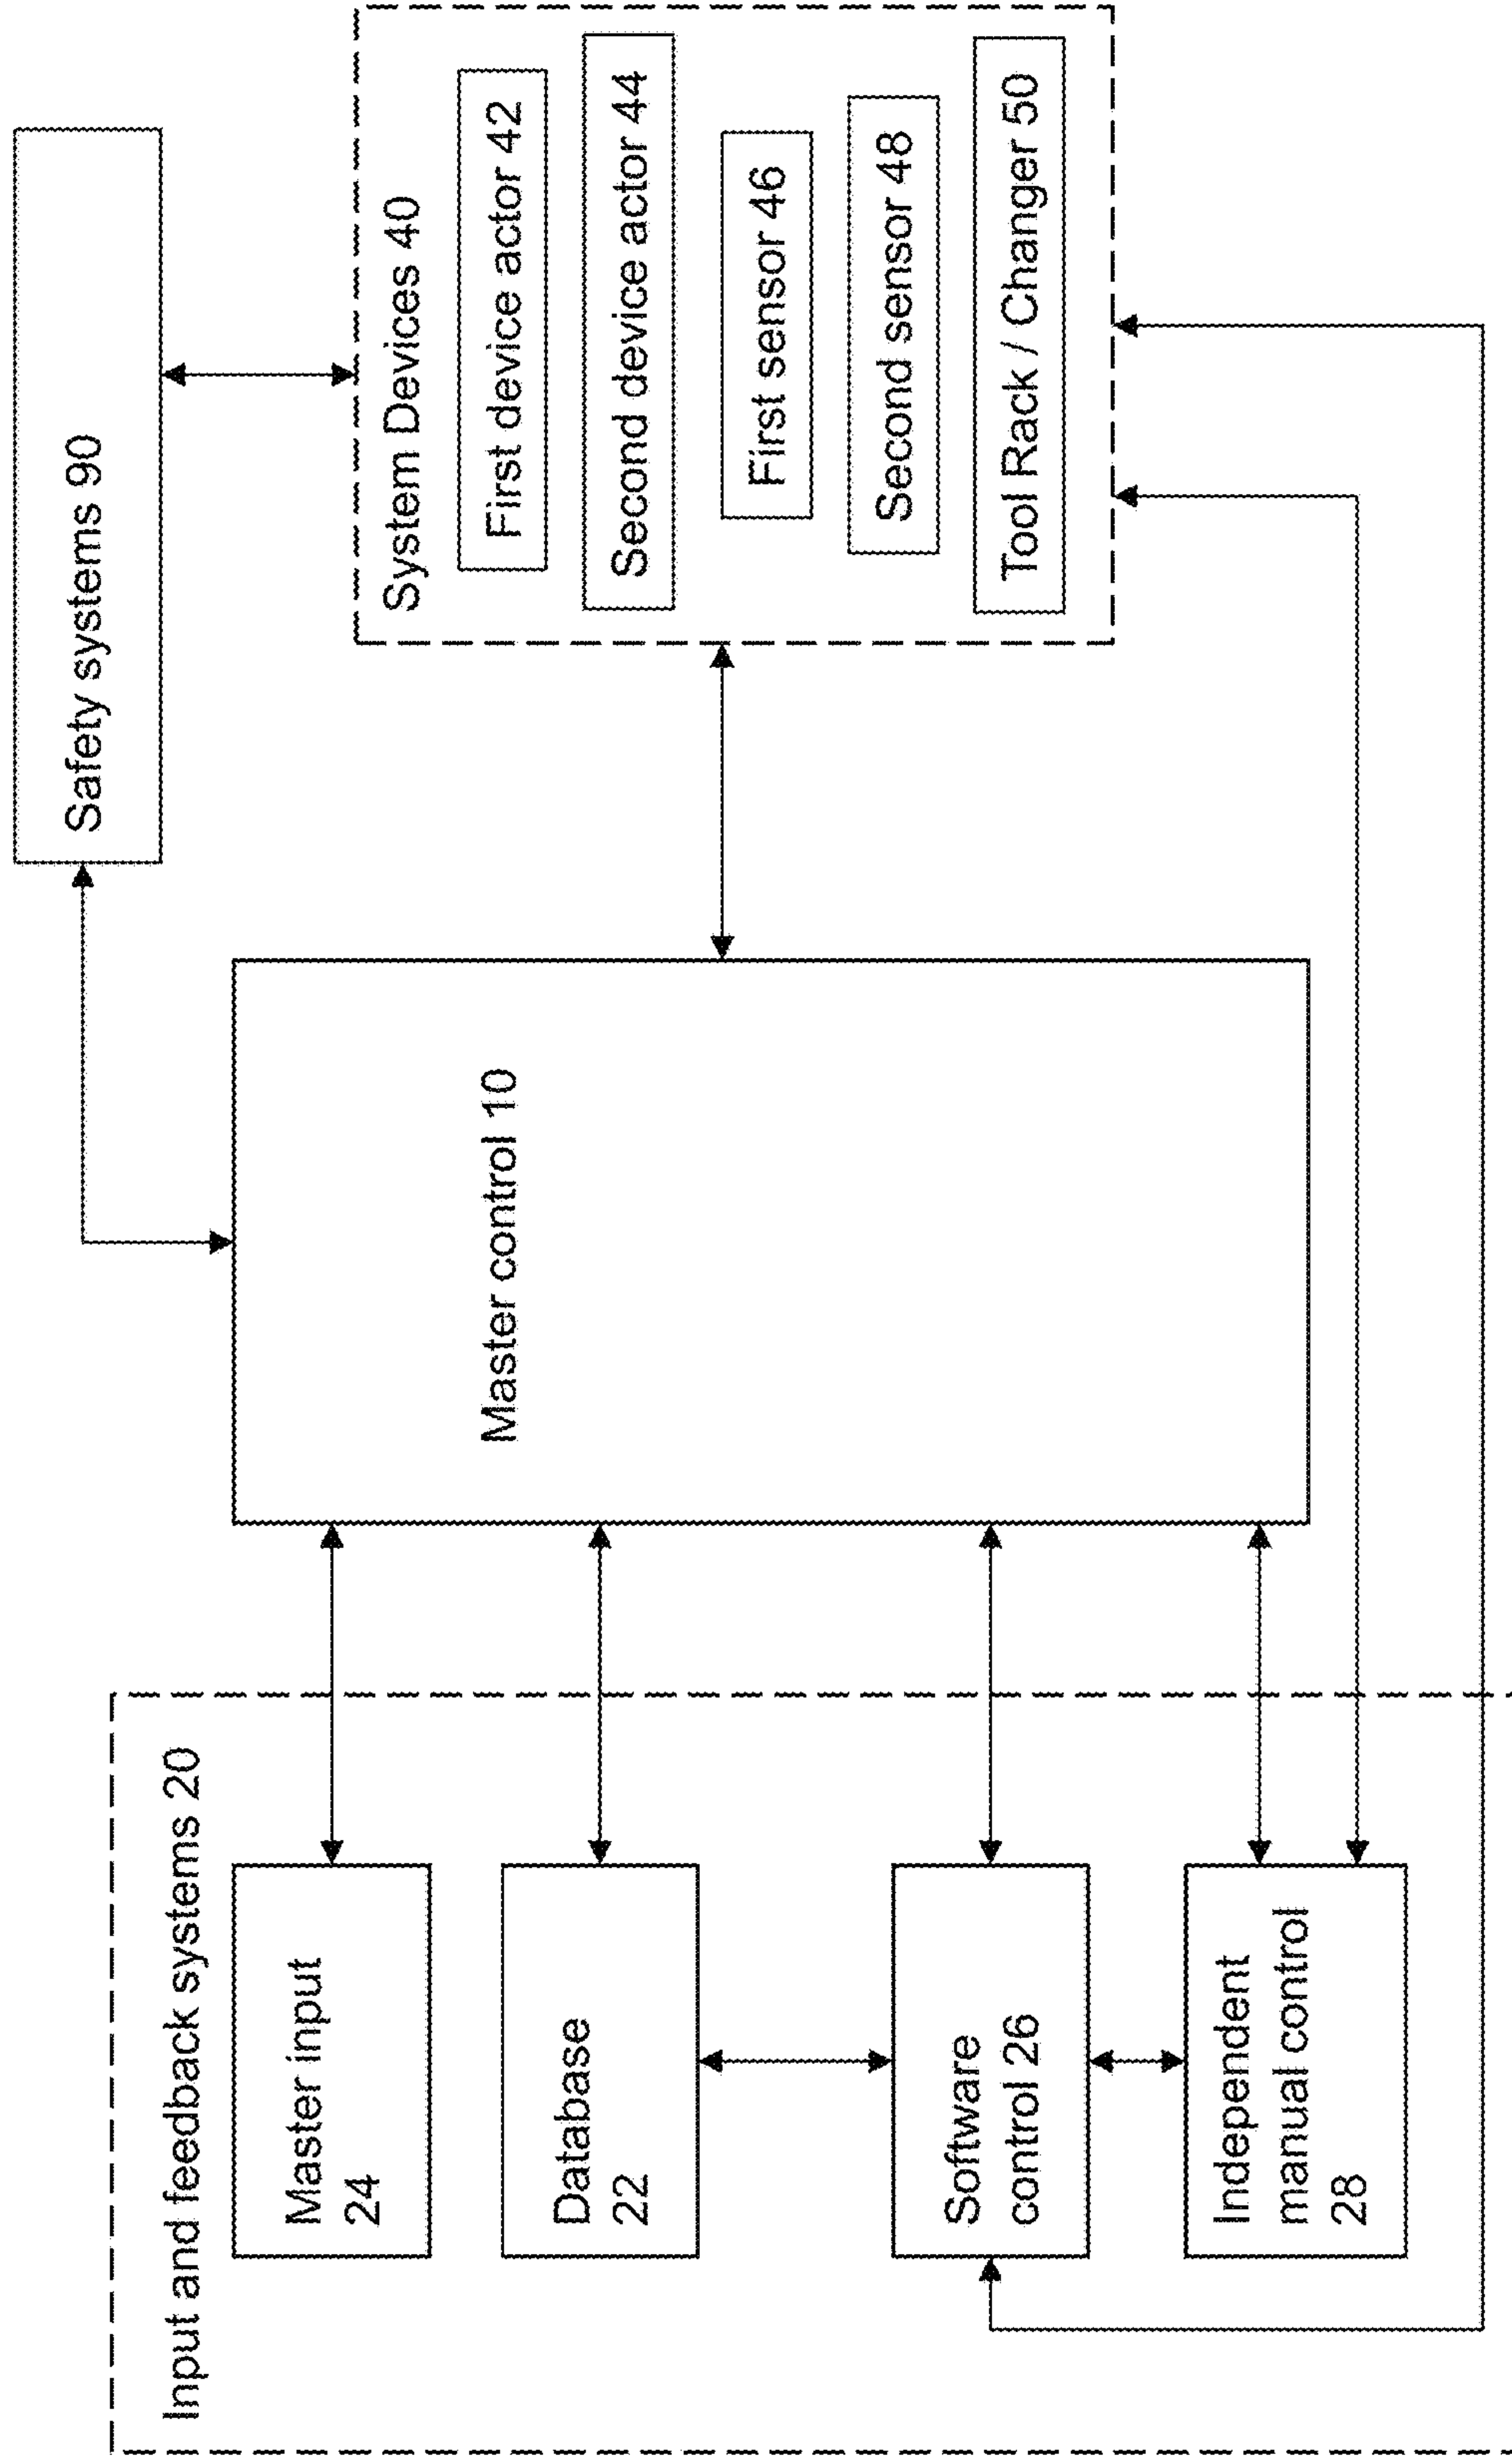 Input and feedback systems 20
Master input
24
Database
22
Software
control 26
Independent
manual control
28
Master control 10
Safety systems 90
System Devices 40
First device actor 42
Second device actor 44
First sensor 46
Second sensor 48
Tool Rack / Changer 50